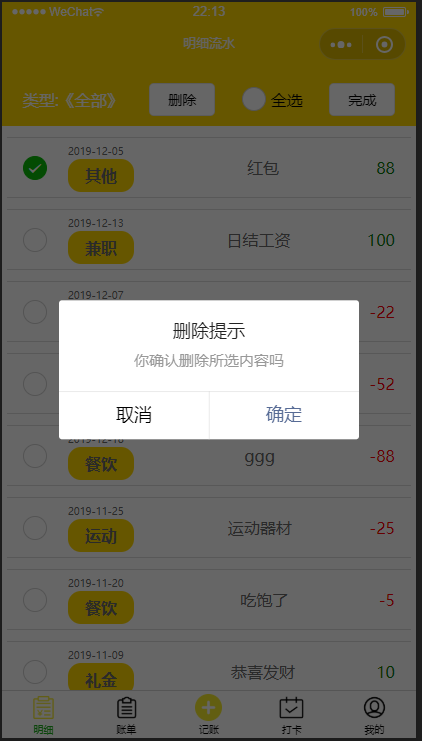 WeChat 22:13 100%
明细流水
类型:《全部》 删除 全选 完成
2019-12-05
其他 红包 88
2019-12-13
兼职 日结工资 100
2019-12-07
-22
删除提示
你确认删除所选内容吗
-52
取消 确定
餐饮 ggg -88
2019-11-25
运动 运动器材 -25
2019-11-20
餐饮 吃饱了 -5
2019-11-09
礼金 恭喜发财 10
明细 账单 记账 打卡 我的